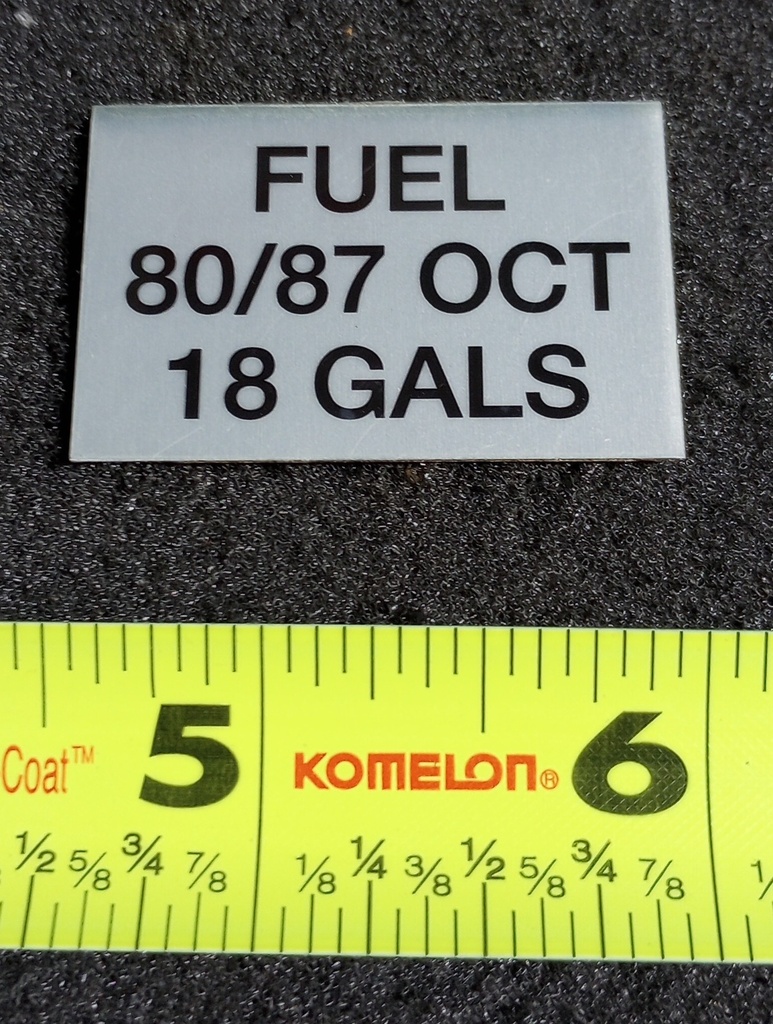 FUEL
80/87 OCT
18 GALS
Coat™ 5 KOMELON® 6
1/2 5/8 3/4 7/8 1/8 1/4 3/8 1/2 5/8 3/4 7/8